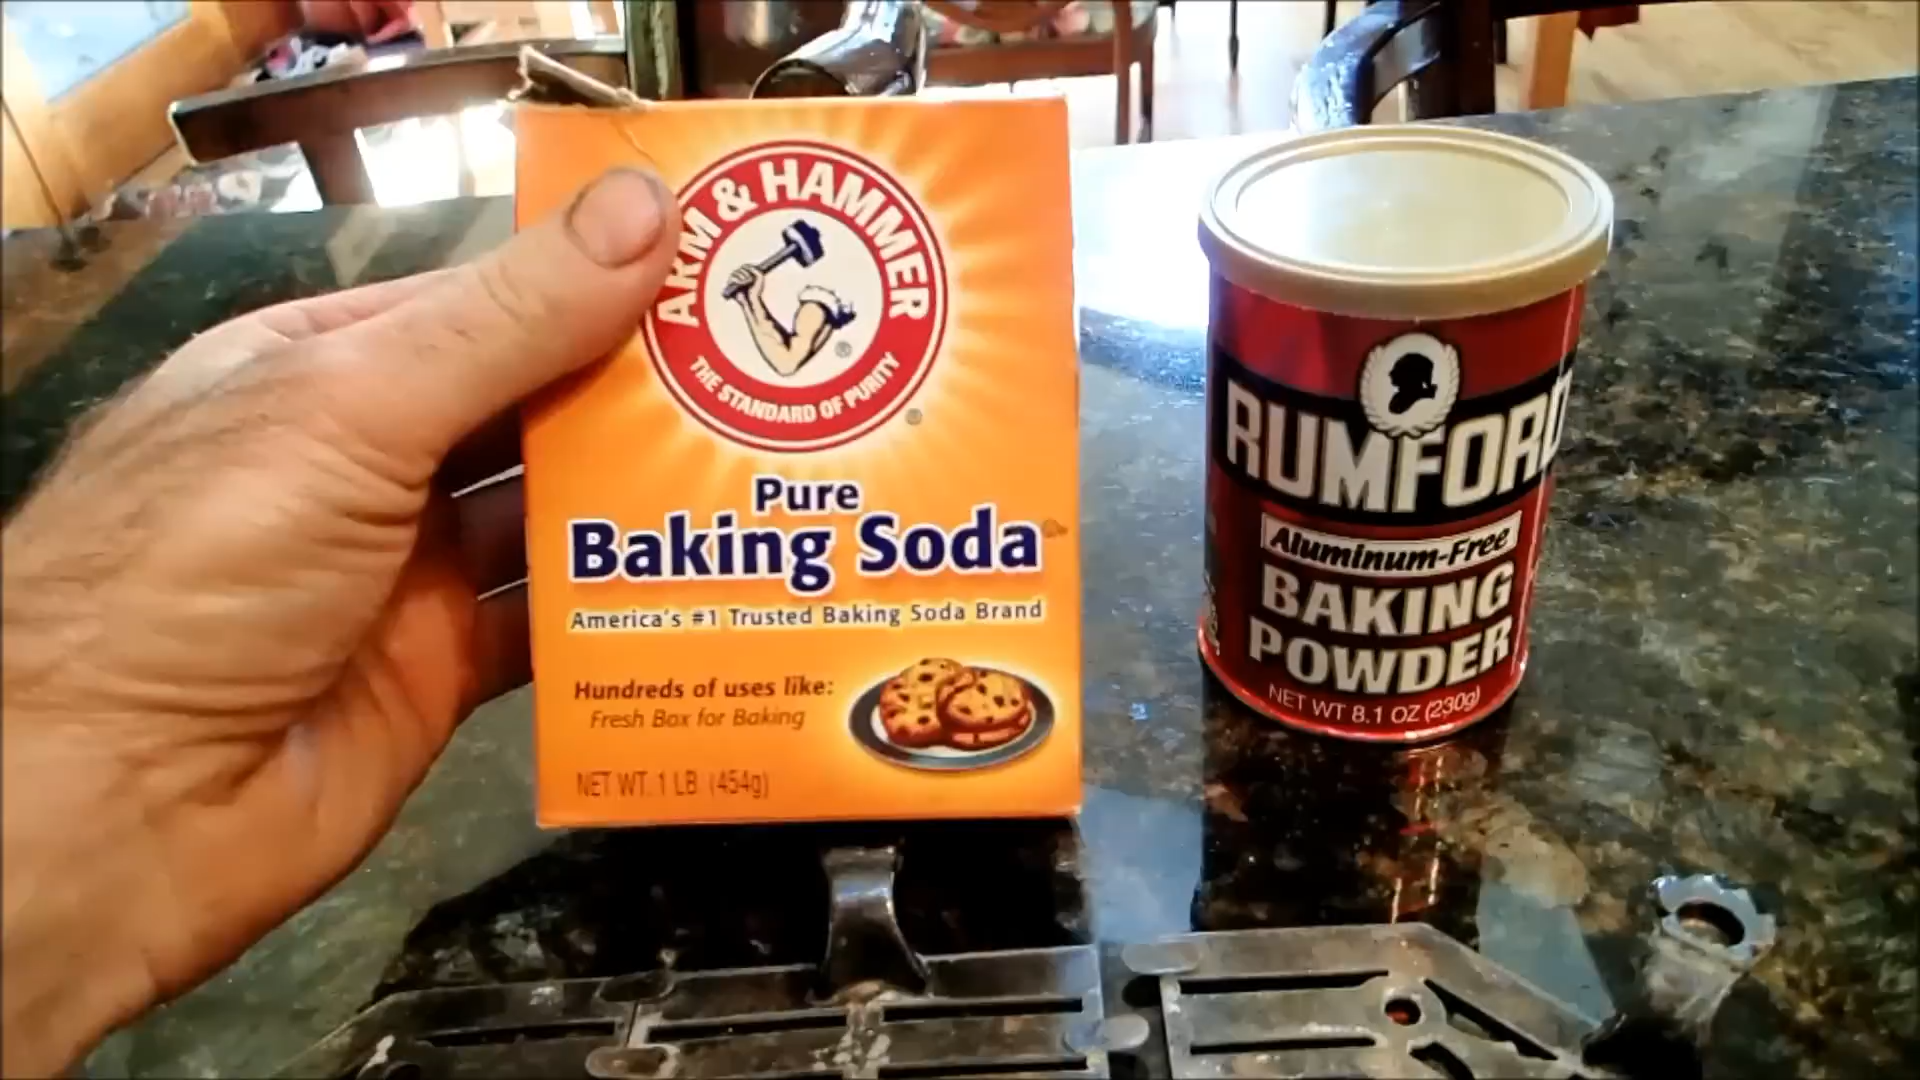 ARM & HAMMER
THE STANDARD OF PURITY
Pure
Baking Soda
America's #1 Trusted Baking Soda Brand
Hundreds of uses like:
Fresh Box for Baking
NET WT. 1 LB (454g)
RUMFORD
Aluminum-Free
BAKING
POWDER
NET WT 8.1 OZ (230g)